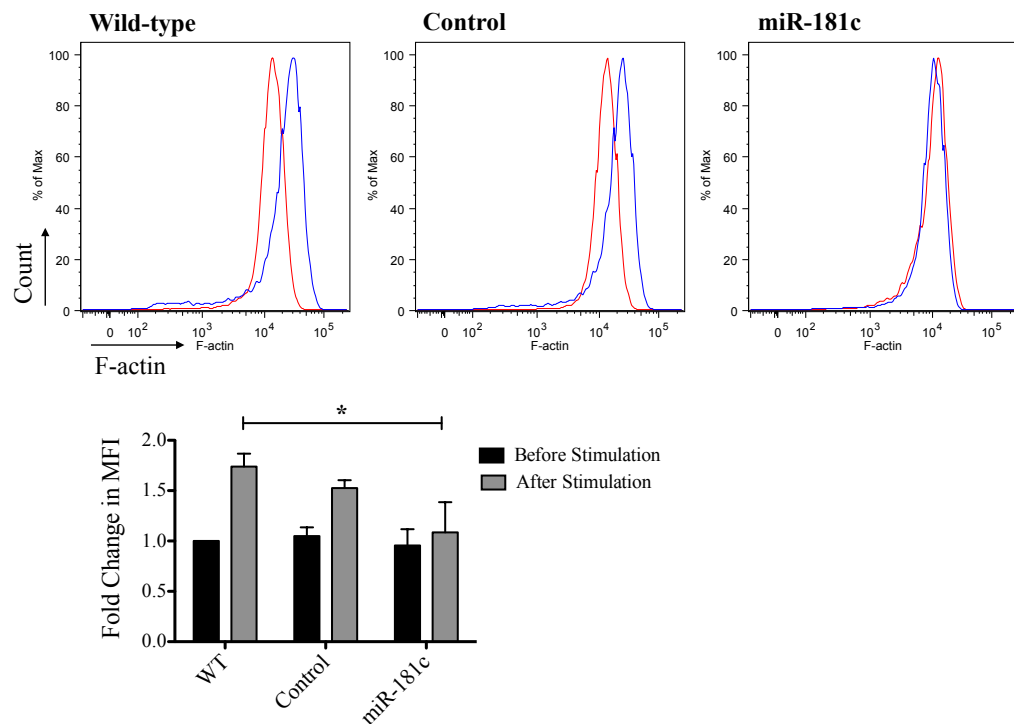 Wild-type Control miR-181c
100 100 100
80 80 80
60 60 60
40 40 40
20 20 20
0 0 0
% of Max % of Max % of Max
Count
0 10² 10³ 10⁴ 10⁵ 0 10² 10³ 10⁴ 10⁵ 0 10² 10³ 10⁴ 10⁵
F-actin F-actin F-actin
F-actin
*
Fold Change in MFI
2.0
1.5
1.0
0.5
0.0
Before Stimulation
After Stimulation
WT Control miR-181c